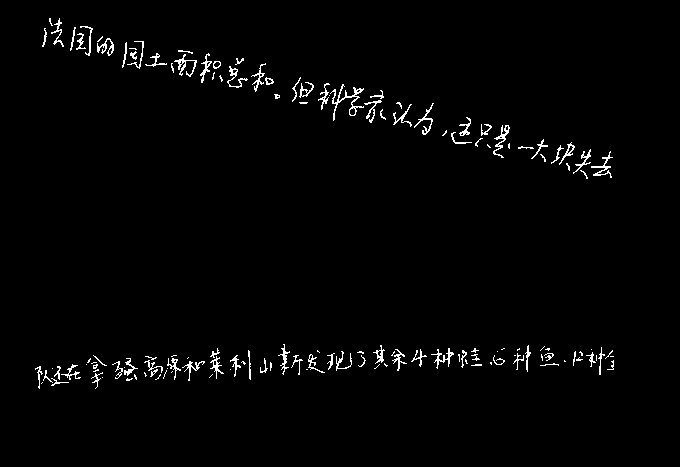 法国的国土面积总和。但科学家认为，这只是一大块失去
队还在拿强高原和莱利山新发现了其余4种蛙、6种鱼、12种